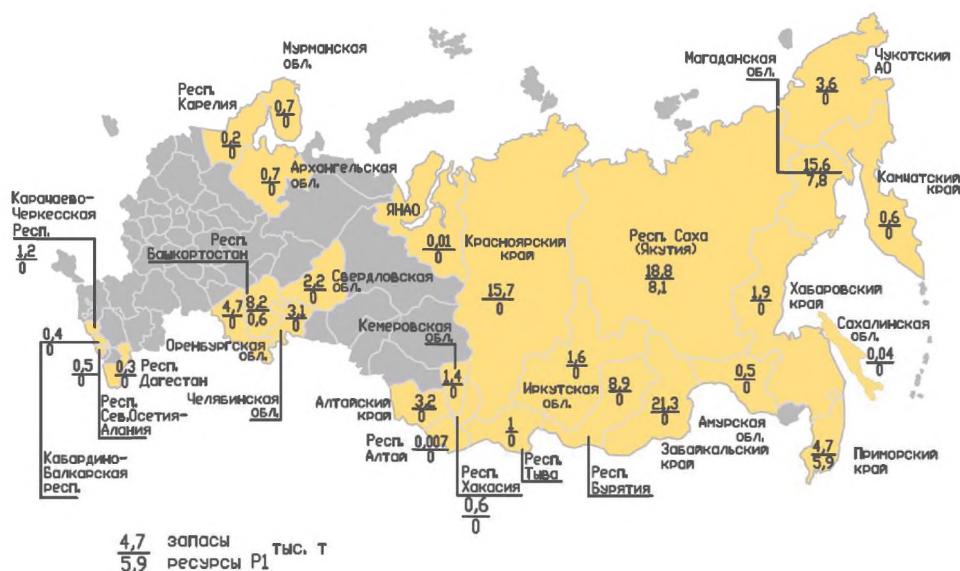 Мурманская
обл.
0,7
0
Респ.
Карелия
0,2
0
Архангельская
обл.
0,7
0
Магаданская
обл.
15,6
7,8
Чукотский
АО
3,6
0
Камчатский
край
0,6
0
Карачаево-
Черкесская
Респ.
1,2
0
ЯНАО
0,01
0
Красноярский
край
15,7
0
Респ. Саха
(Якутия)
18,8
8,1
Респ.
Башкортостан
8,2
0,6
Свердловская
обл.
2,2
0
4,7
0
3,1
0
Оренбургская
обл.
Челябинская
обл.
1,9
0
Хабаровский
край
Сахалинская
обл.
0,04
0
Кемеровская
обл.
1,4
0
0,4
0
0,5
0
0,3
0
Респ.
Дагестан
Респ.
Сев.Осетия-
Алания
Кабардино-
Балкарская
респ.
Алтайский
край
3,2
0
Респ.
Алтай
0,007
0
Респ.
Хакасия
0,6
0
1
0
Респ.
Тыва
1,6
0
Иркутская
обл.
8,9
0
Респ.
Бурятия
21,3
0
Забайкальский
край
0,5
0
Амурская
обл.
4,7
5,9
Приморский
край
4,7 запасы
5,9 ресурсы Р1
тыс. т